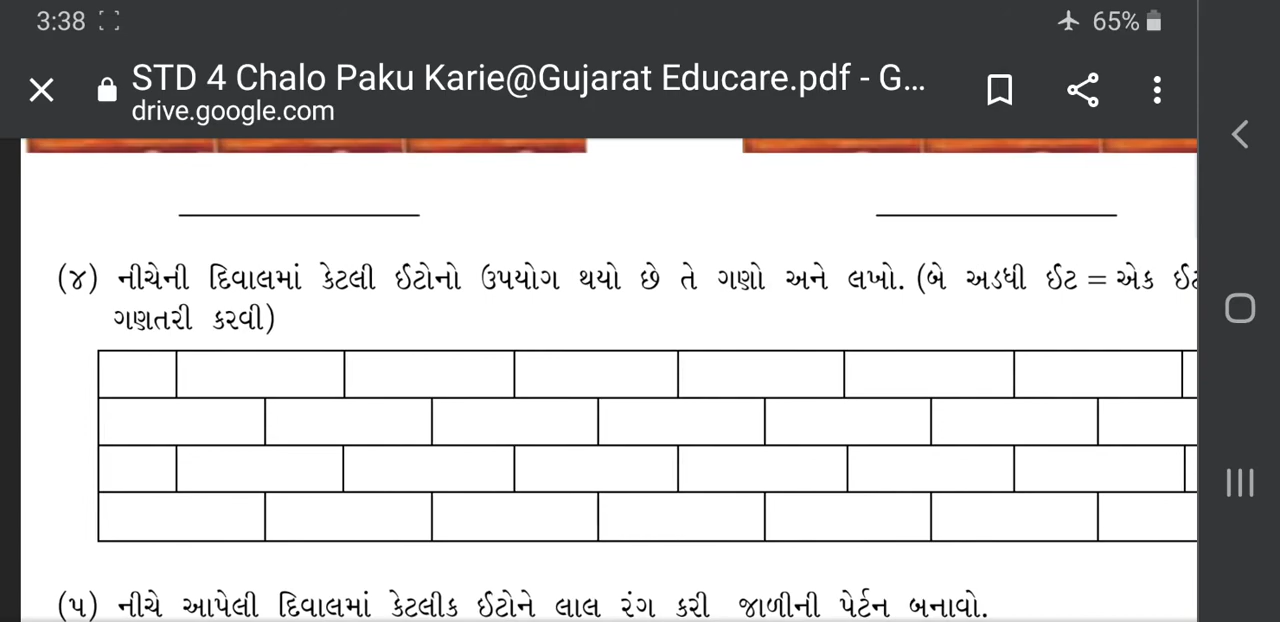 3:38
65%
STD 4 Chalo Paku Karie@Gujarat Educare.pdf - G...
drive.google.com
(૪) નીચેની દિવાલમાં કેટલી ઈંટોનો ઉપયોગ થયો છે તે ગણો અને લખો. (બે અડધી ઈંટ = એક
ગણતરી કરવી)
(૫) નીચે આપેલી દિવાલમાં કેટલીક ઈંટોને લાલ રંગ કરી જાળીની પેર્ટન બનાવો.